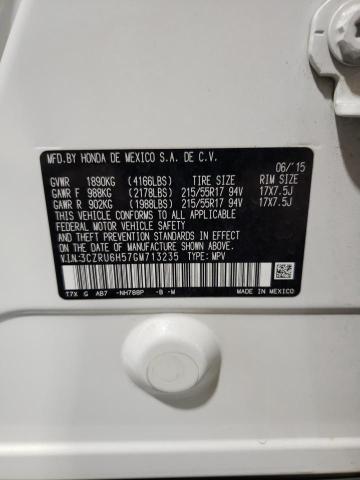 MFD.BY HONDA DE MEXICO S.A. DE C.V.
06/'15
GVWR 1890KG (4166LBS) TIRE SIZE RIM SIZE
GAWR F 988KG (2178LBS) 215/55R17 94V 17X7.5J
GAWR R 902KG (1988LBS) 215/55R17 94V 17X7.5J
THIS VEHICLE CONFORMS TO ALL APPLICABLE
FEDERAL MOTOR VEHICLE SAFETY
AND THEFT PREVENTION STANDARDS IN EFFECT
ON THE DATE OF MANUFACTURE SHOWN ABOVE.
V.I.N:3CZRU6H57GM713235 TYPE: MPV
T7X G AB7 -NH788P -B -M
MADE IN MEXICO